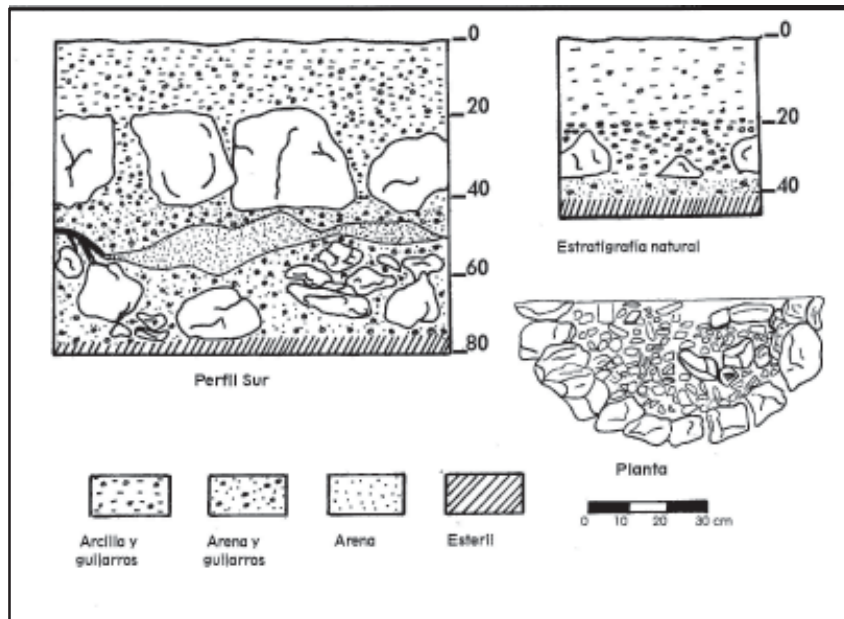 0
20
40
60
80
Perfil Sur
0
20
40
Estratigrafía natural
Planta
0 10 20 30 cm
Arcilla y
guijarros
Arena y
guijarros
Arena
Esteril